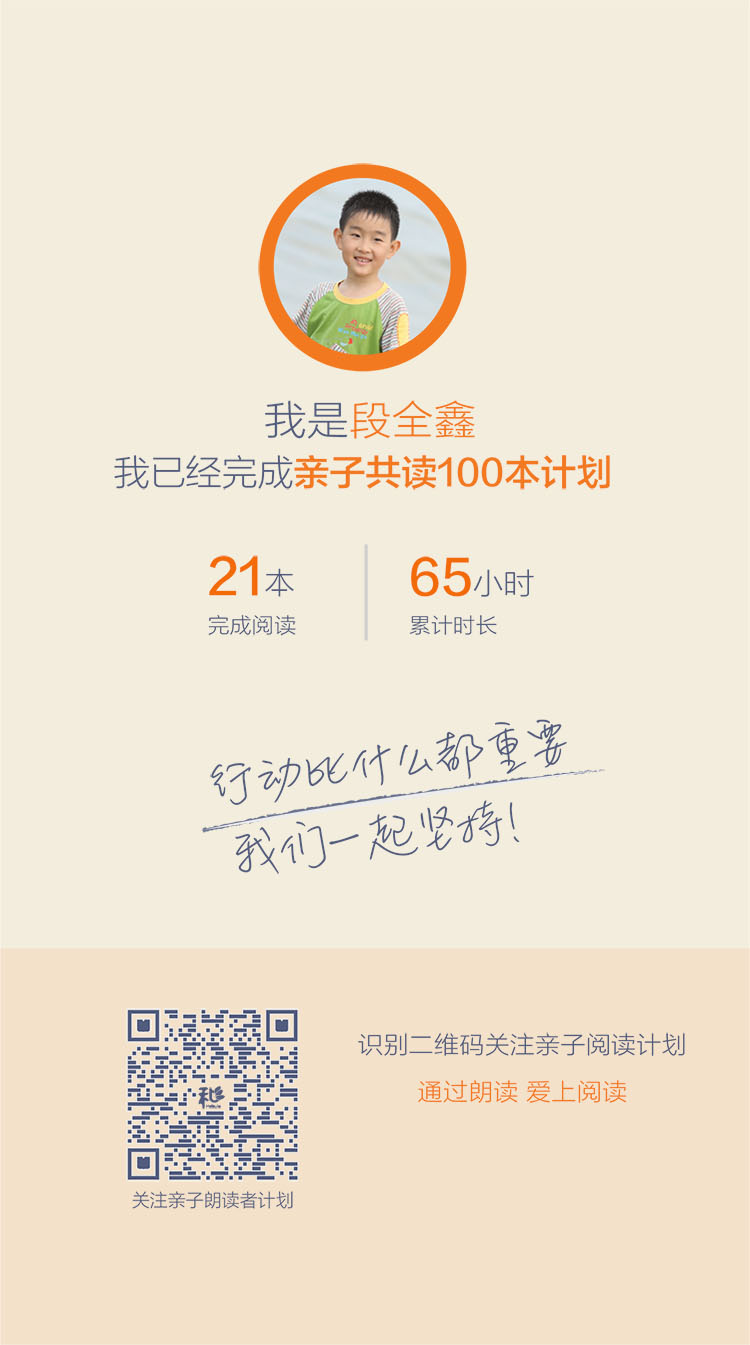 我是段全鑫
我已经完成亲子共读100本计划
21本
完成阅读
65小时
累计时长
行动比什么都重要
我们一起坚持!
识别二维码关注亲子阅读计划
通过朗读 爱上阅读
关注亲子朗读者计划